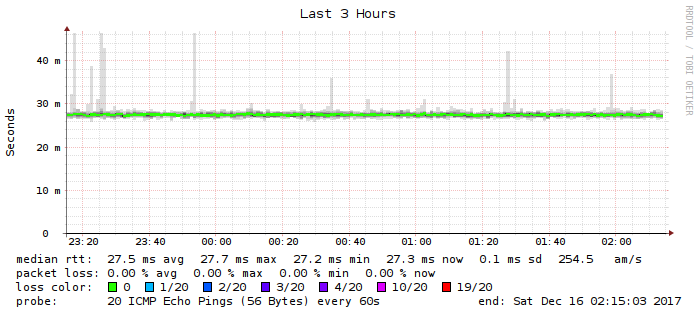 Last 3 Hours
RRDTOOL / TOBI OETIKER
Seconds
40 m
30 m
20 m
10 m
0
23:20 23:40 00:00 00:20 00:40 01:00 01:20 01:40 02:00
median rtt: 27.5 ms avg 27.7 ms max 27.2 ms min 27.3 ms now 0.1 ms sd 254.5 am/s
packet loss: 0.00 % avg 0.00 % max 0.00 % min 0.00 % now
loss color: 0 1/20 2/20 3/20 4/20 10/20 19/20
probe: 20 ICMP Echo Pings (56 Bytes) every 60s end: Sat Dec 16 02:15:03 2017